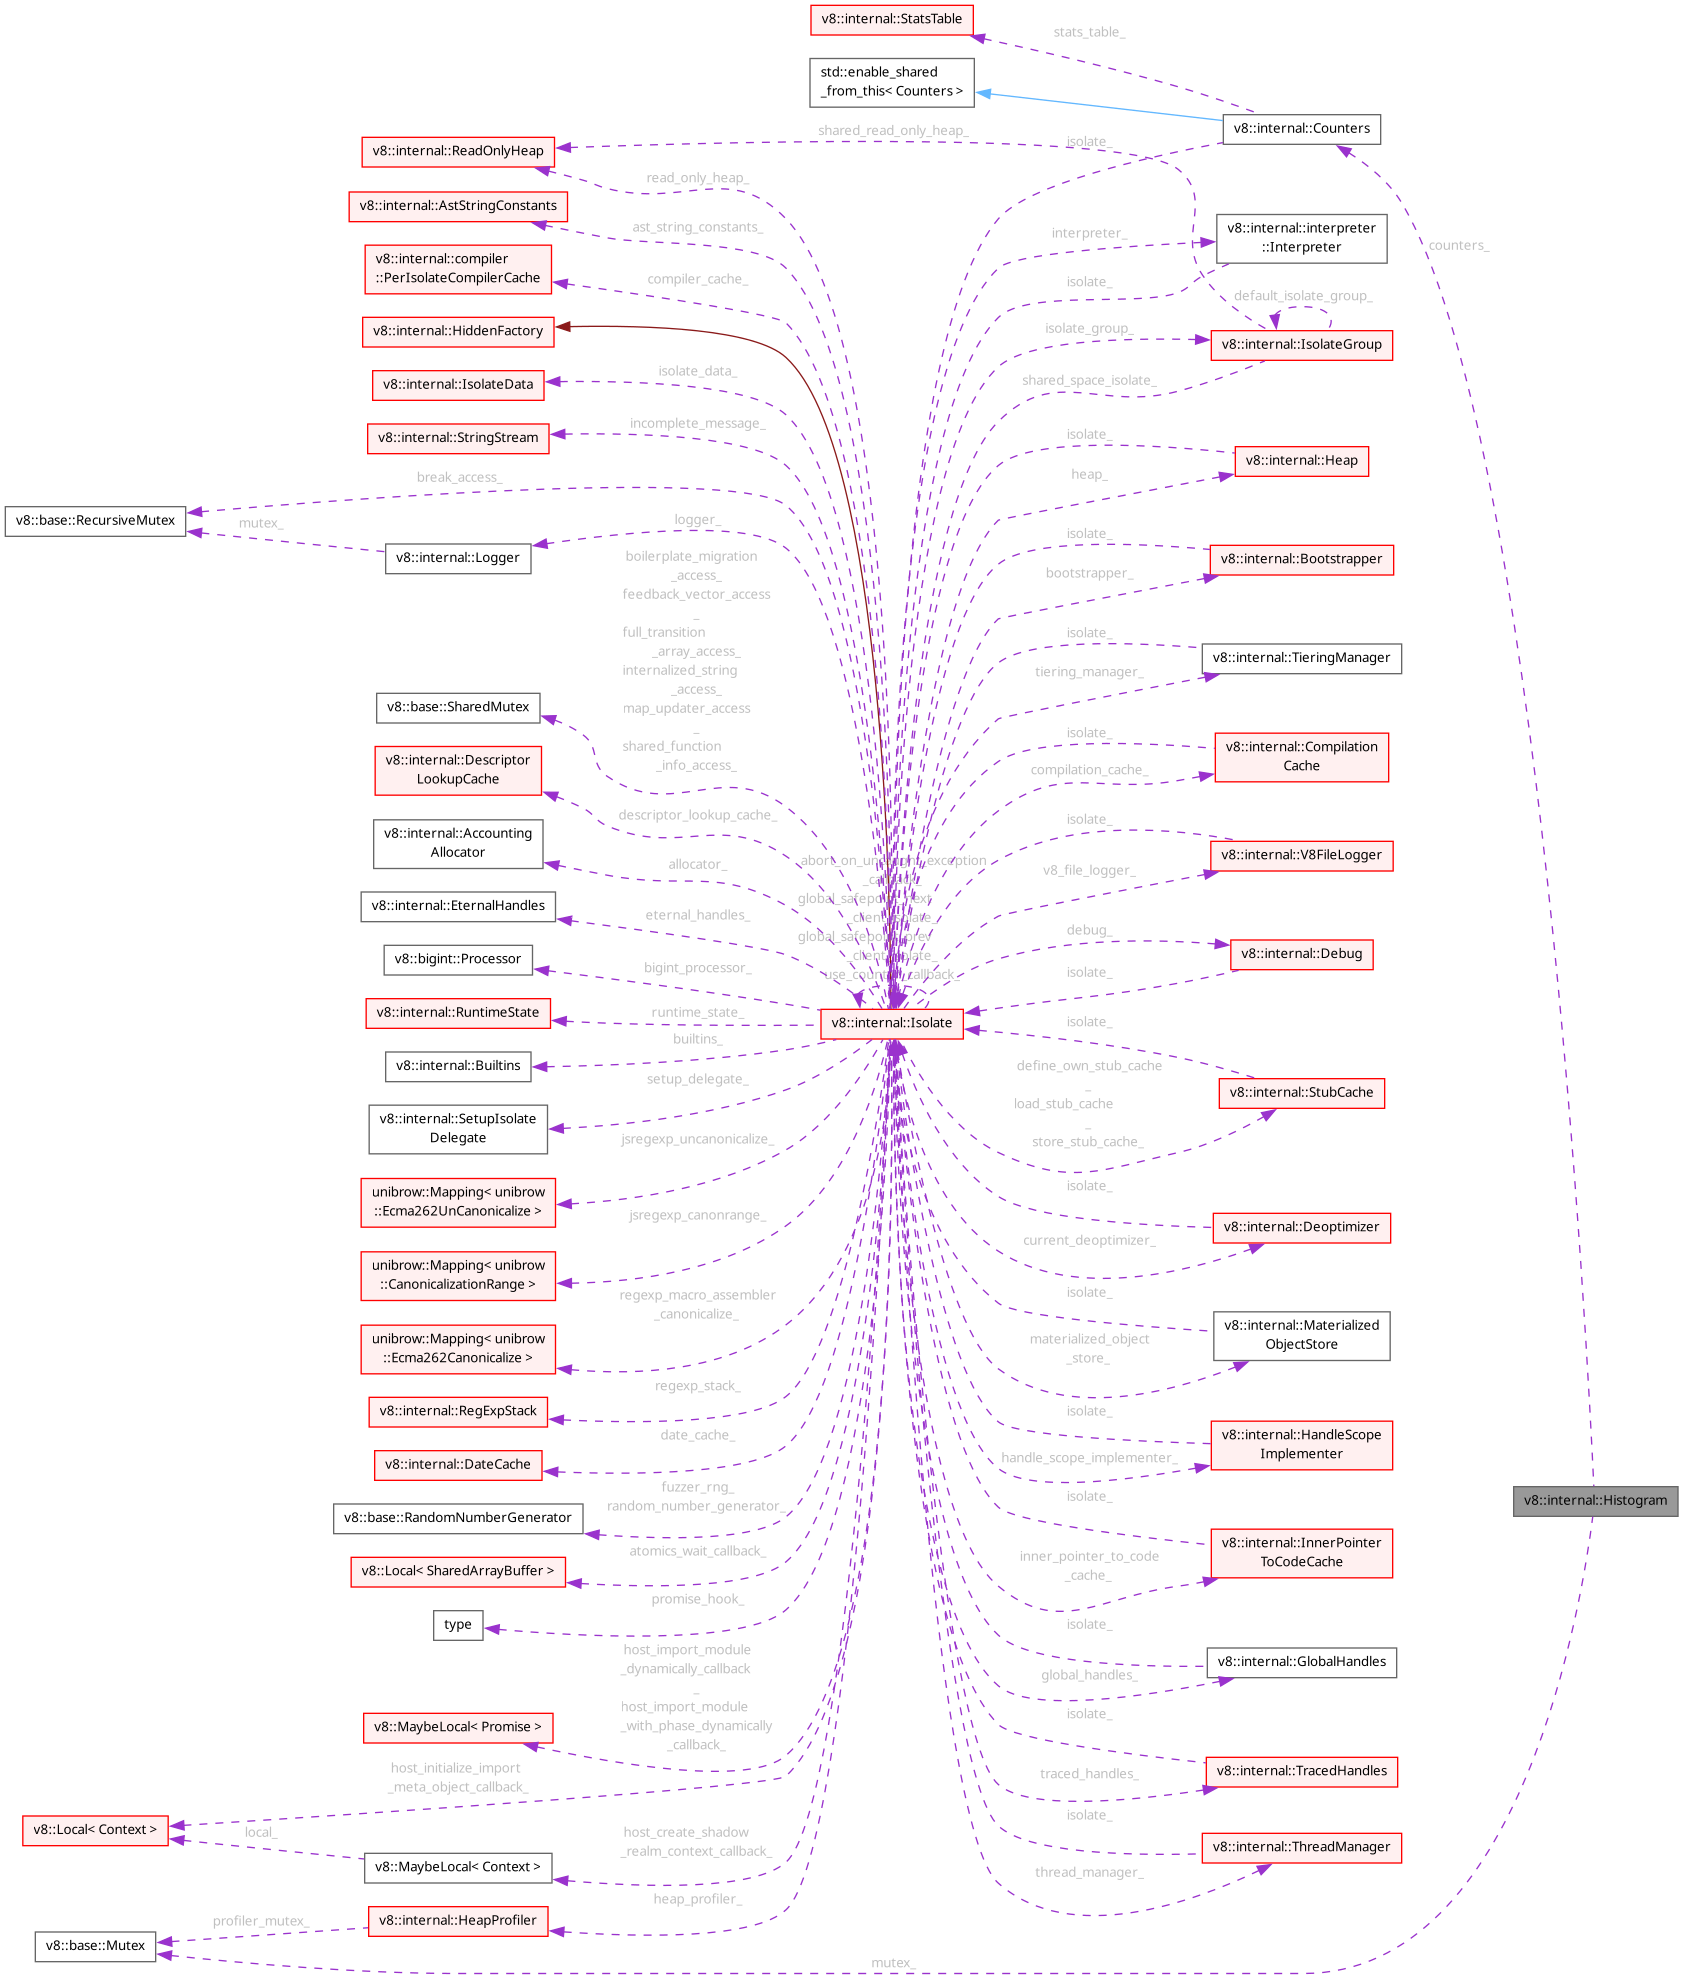 v8::internal::StatsTable
stats_table_
std::enable_shared
_from_this< Counters >
v8::internal::Counters
shared_read_only_heap_
isolate_
v8::internal::ReadOnlyHeap
read_only_heap_
v8::internal::AstStringConstants
ast_string_constants_
interpreter_
v8::internal::interpreter
::Interpreter
counters_
v8::internal::compiler
::PerIsolateCompilerCache
compiler_cache_
isolate_
default_isolate_group_
v8::internal::HiddenFactory
isolate_group_
v8::internal::IsolateGroup
v8::internal::IsolateData
isolate_data_
shared_space_isolate_
v8::internal::StringStream
incomplete_message_
isolate_
v8::internal::Heap
heap_
break_access_
v8::base::RecursiveMutex
mutex_
logger_
v8::internal::Logger
isolate_
v8::internal::Bootstrapper
bootstrapper_
boilerplate_migration
_access_
feedback_vector_access
_
full_transition
_array_access_
internalized_string
_access_
map_updater_access
_
shared_function
_info_access_
isolate_
v8::internal::TieringManager
tiering_manager_
v8::base::SharedMutex
isolate_
v8::internal::Compilation
Cache
compilation_cache_
v8::internal::Descriptor
LookupCache
descriptor_lookup_cache_
isolate_
v8::internal::V8FileLogger
v8_file_logger_
v8::internal::Accounting
Allocator
allocator_
abort_on_uncaught_exception
_callback_
global_safepoint_next
_client_isolate_
global_safepoint_prev
_client_isolate_
use_counter_callback_
v8::internal::EternalHandles
eternal_handles_
debug_
v8::internal::Debug
v8::bigint::Processor
bigint_processor_
isolate_
v8::internal::RuntimeState
runtime_state_
v8::internal::Isolate
isolate_
v8::internal::Builtins
builtins_
define_own_stub_cache
_
load_stub_cache
_
store_stub_cache_
v8::internal::StubCache
setup_delegate_
v8::internal::SetupIsolate
Delegate
jsregexp_uncanonicalize_
unibrow::Mapping< unibrow
::Ecma262UnCanonicalize >
isolate_
v8::internal::Deoptimizer
current_deoptimizer_
jsregexp_canonrange_
unibrow::Mapping< unibrow
::CanonicalizationRange >
isolate_
v8::internal::Materialized
ObjectStore
materialized_object
_store_
regexp_macro_assembler
_canonicalize_
unibrow::Mapping< unibrow
::Ecma262Canonicalize >
regexp_stack_
v8::internal::RegExpStack
isolate_
v8::internal::HandleScope
Implementer
handle_scope_implementer_
date_cache_
v8::internal::DateCache
fuzzer_rng_
random_number_generator_
v8::base::RandomNumberGenerator
isolate_
v8::internal::Histogram
v8::internal::InnerPointer
ToCodeCache
inner_pointer_to_code
_cache_
atomics_wait_callback_
v8::Local< SharedArrayBuffer >
promise_hook_
type
isolate_
v8::internal::GlobalHandles
global_handles_
host_import_module
_dynamically_callback
_
host_import_module
_with_phase_dynamically
_callback_
v8::MaybeLocal< Promise >
isolate_
v8::internal::TracedHandles
traced_handles_
host_initialize_import
_meta_object_callback_
v8::Local< Context >
local_
v8::MaybeLocal< Context >
host_create_shadow
_realm_context_callback_
isolate_
v8::internal::ThreadManager
thread_manager_
heap_profiler_
v8::internal::HeapProfiler
profiler_mutex_
v8::base::Mutex
mutex_